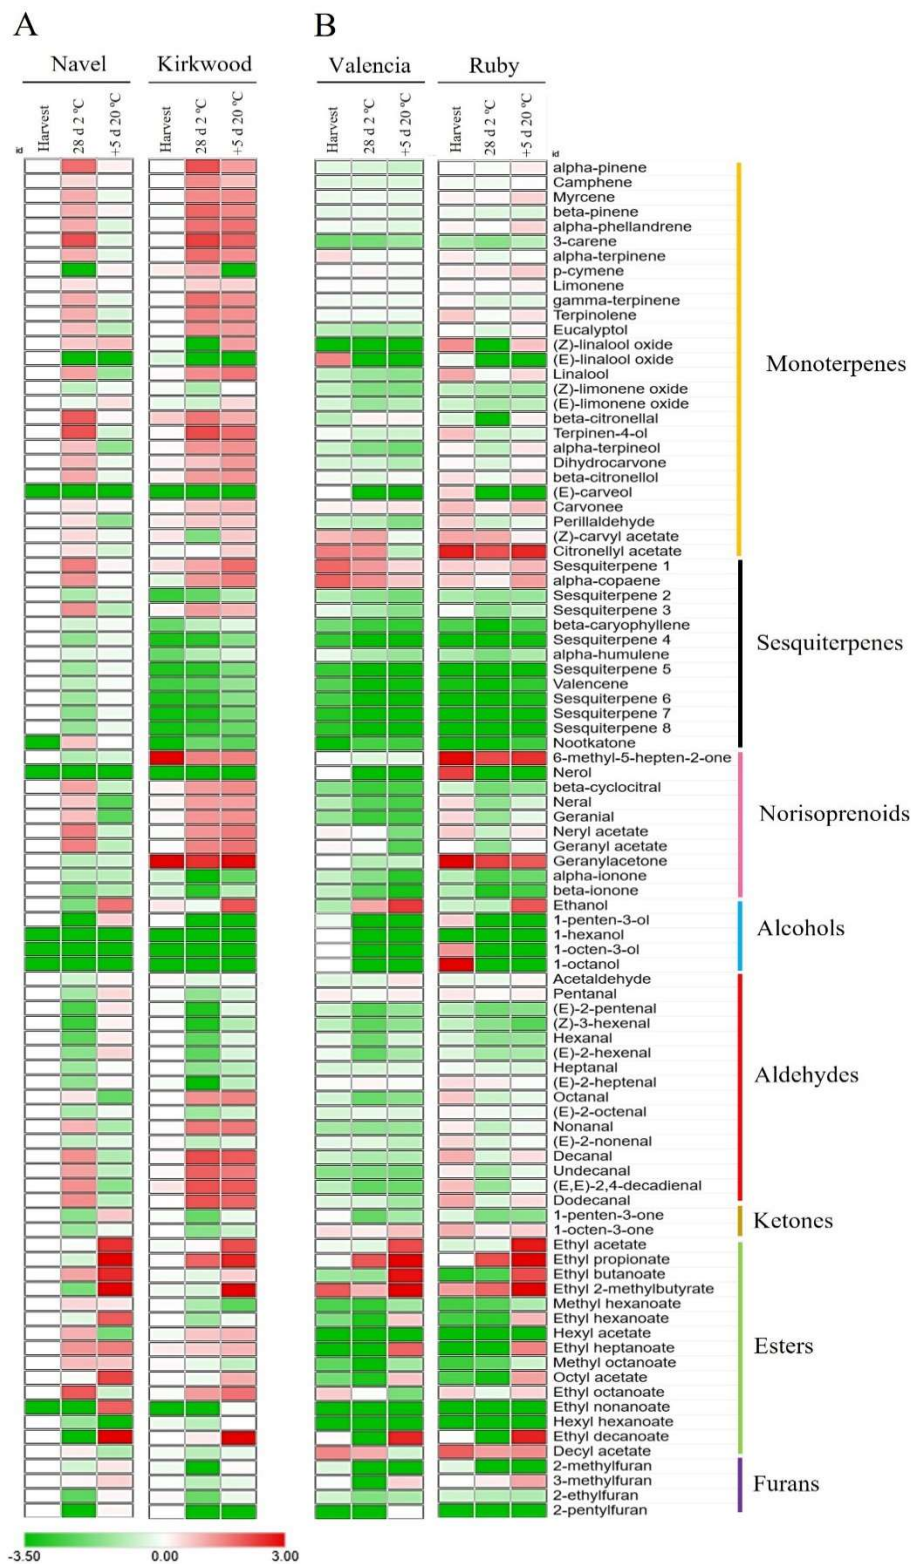 A
B
Navel
Kirkwood
Valencia
Ruby
id
Harvest
28 d 2 ºC
+5 d 20 ºC
Harvest
28 d 2 ºC
+5 d 20 ºC
Harvest
28 d 2 ºC
+5 d 20 ºC
Harvest
28 d 2 ºC
+5 d 20 ºC
id
alpha-pinene
Camphene
Myrcene
beta-pinene
alpha-phellandrene
3-carene
alpha-terpinene
p-cymene
Limonene
gamma-terpinene
Terpinolene
Eucalyptol
(Z)-linalool oxide
(E)-linalool oxide
Linalool
(Z)-limonene oxide
(E)-limonene oxide
beta-citronellal
Terpinen-4-ol
alpha-terpineol
Dihydrocarvone
beta-citronellol
(E)-carveol
Carvonee
Perillaldehyde
(Z)-carvyl acetate
Citronellyl acetate
Monoterpenes
Sesquiterpene 1
alpha-copaene
Sesquiterpene 2
Sesquiterpene 3
beta-caryophyllene
Sesquiterpene 4
alpha-humulene
Sesquiterpene 5
Valencene
Sesquiterpene 6
Sesquiterpene 7
Sesquiterpene 8
Nootkatone
Sesquiterpenes
6-methyl-5-hepten-2-one
Nerol
beta-cyclocitral
Neral
Geranial
Neryl acetate
Geranyl acetate
Geranylacetone
alpha-ionone
beta-ionone
Norisoprenoids
Ethanol
1-penten-3-ol
1-hexanol
1-octen-3-ol
1-octanol
Alcohols
Acetaldehyde
Pentanal
(E)-2-pentenal
(Z)-3-hexenal
Hexanal
(E)-2-hexenal
Heptanal
(E)-2-heptenal
Octanal
(E)-2-octenal
Nonanal
(E)-2-nonenal
Decanal
Undecanal
(E,E)-2,4-decadienal
Dodecanal
Aldehydes
1-penten-3-one
1-octen-3-one
Ketones
Ethyl acetate
Ethyl propionate
Ethyl butanoate
Ethyl 2-methylbutyrate
Methyl hexanoate
Ethyl hexanoate
Hexyl acetate
Ethyl heptanoate
Methyl octanoate
Octyl acetate
Ethyl octanoate
Ethyl nonanoate
Hexyl hexanoate
Ethyl decanoate
Decyl acetate
Esters
2-methylfuran
3-methylfuran
2-ethylfuran
2-pentylfuran
Furans
-3.50
0.00
3.00